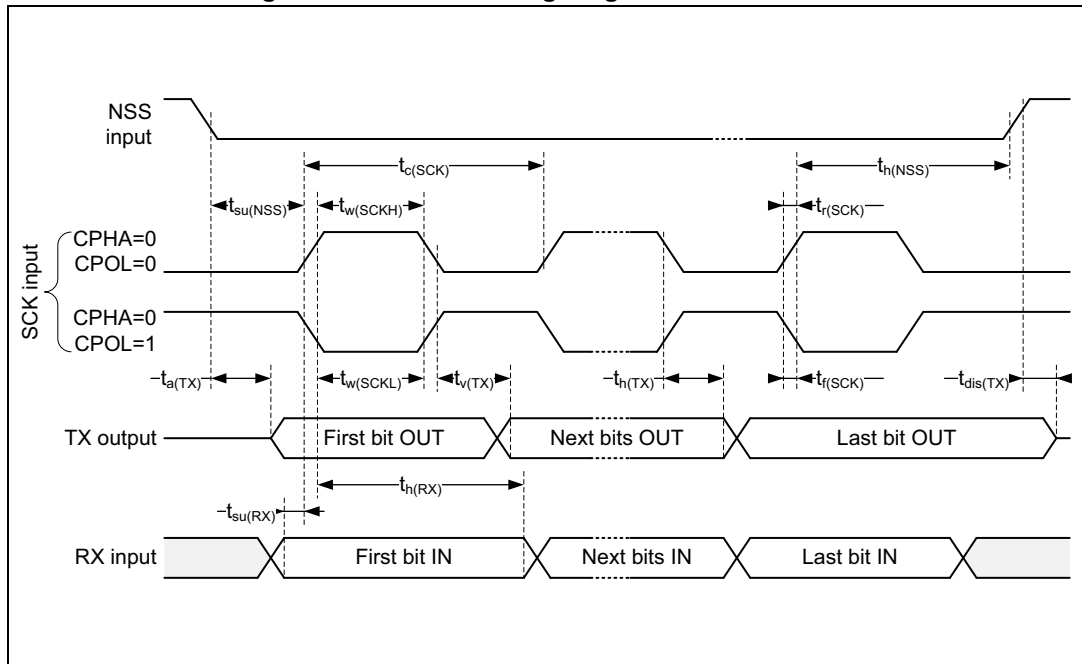 NSS
input
tc(SCK)
th(NSS)
tsu(NSS)
tw(SCKH)
tr(SCK)
SCK input
CPHA=0
CPOL=0
CPHA=0
CPOL=1
ta(TX)
tw(SCKL)
tv(TX)
th(TX)
tf(SCK)
tdis(TX)
TX output
First bit OUT
Next bits OUT
Last bit OUT
th(RX)
tsu(RX)
RX input
First bit IN
Next bits IN
Last bit IN